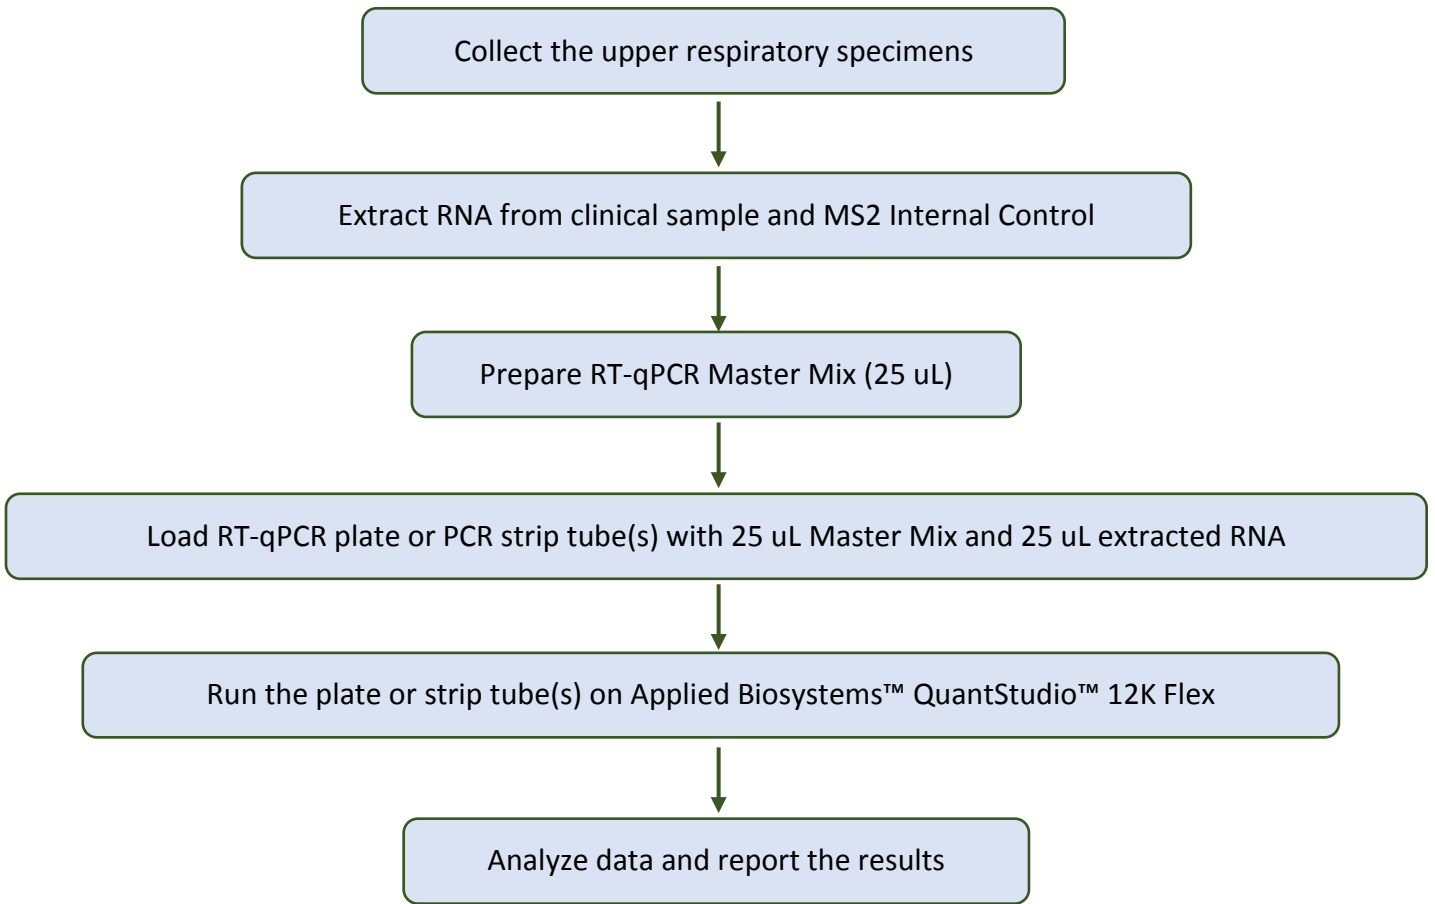 Collect the upper respiratory specimens
Extract RNA from clinical sample and MS2 Internal Control
Prepare RT-qPCR Master Mix (25 uL)
Load RT-qPCR plate or PCR strip tube(s) with 25 uL Master Mix and 25 uL extracted RNA
Run the plate or strip tube(s) on Applied Biosystems™ QuantStudio™ 12K Flex
Analyze data and report the results